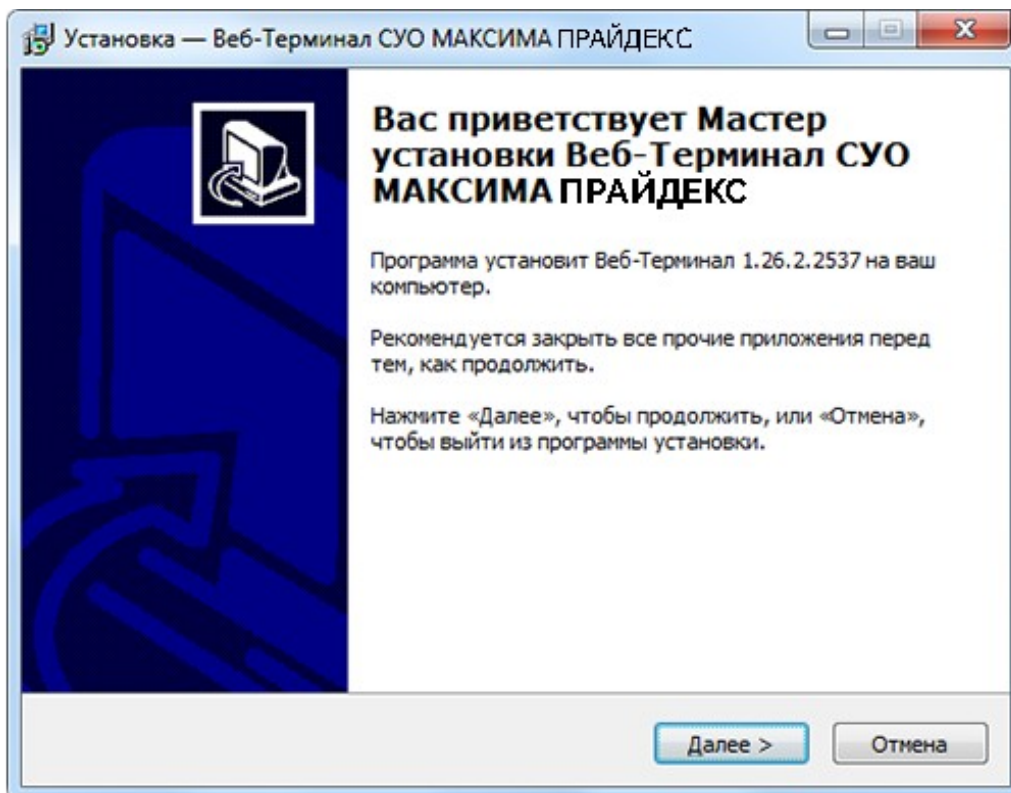 Установка — Веб-Терминал СУО МАКСИМА ПРАЙДЕКС
Вас приветствует Мастер
установки Веб-Терминал СУО
МАКСИМА ПРАЙДЕКС
Программа установит Веб-Терминал 1.26.2.2537 на ваш
компьютер.
Рекомендуется закрыть все прочие приложения перед
тем, как продолжить.
Нажмите «Далее», чтобы продолжить, или «Отмена»,
чтобы выйти из программы установки.
Далее >
Отмена